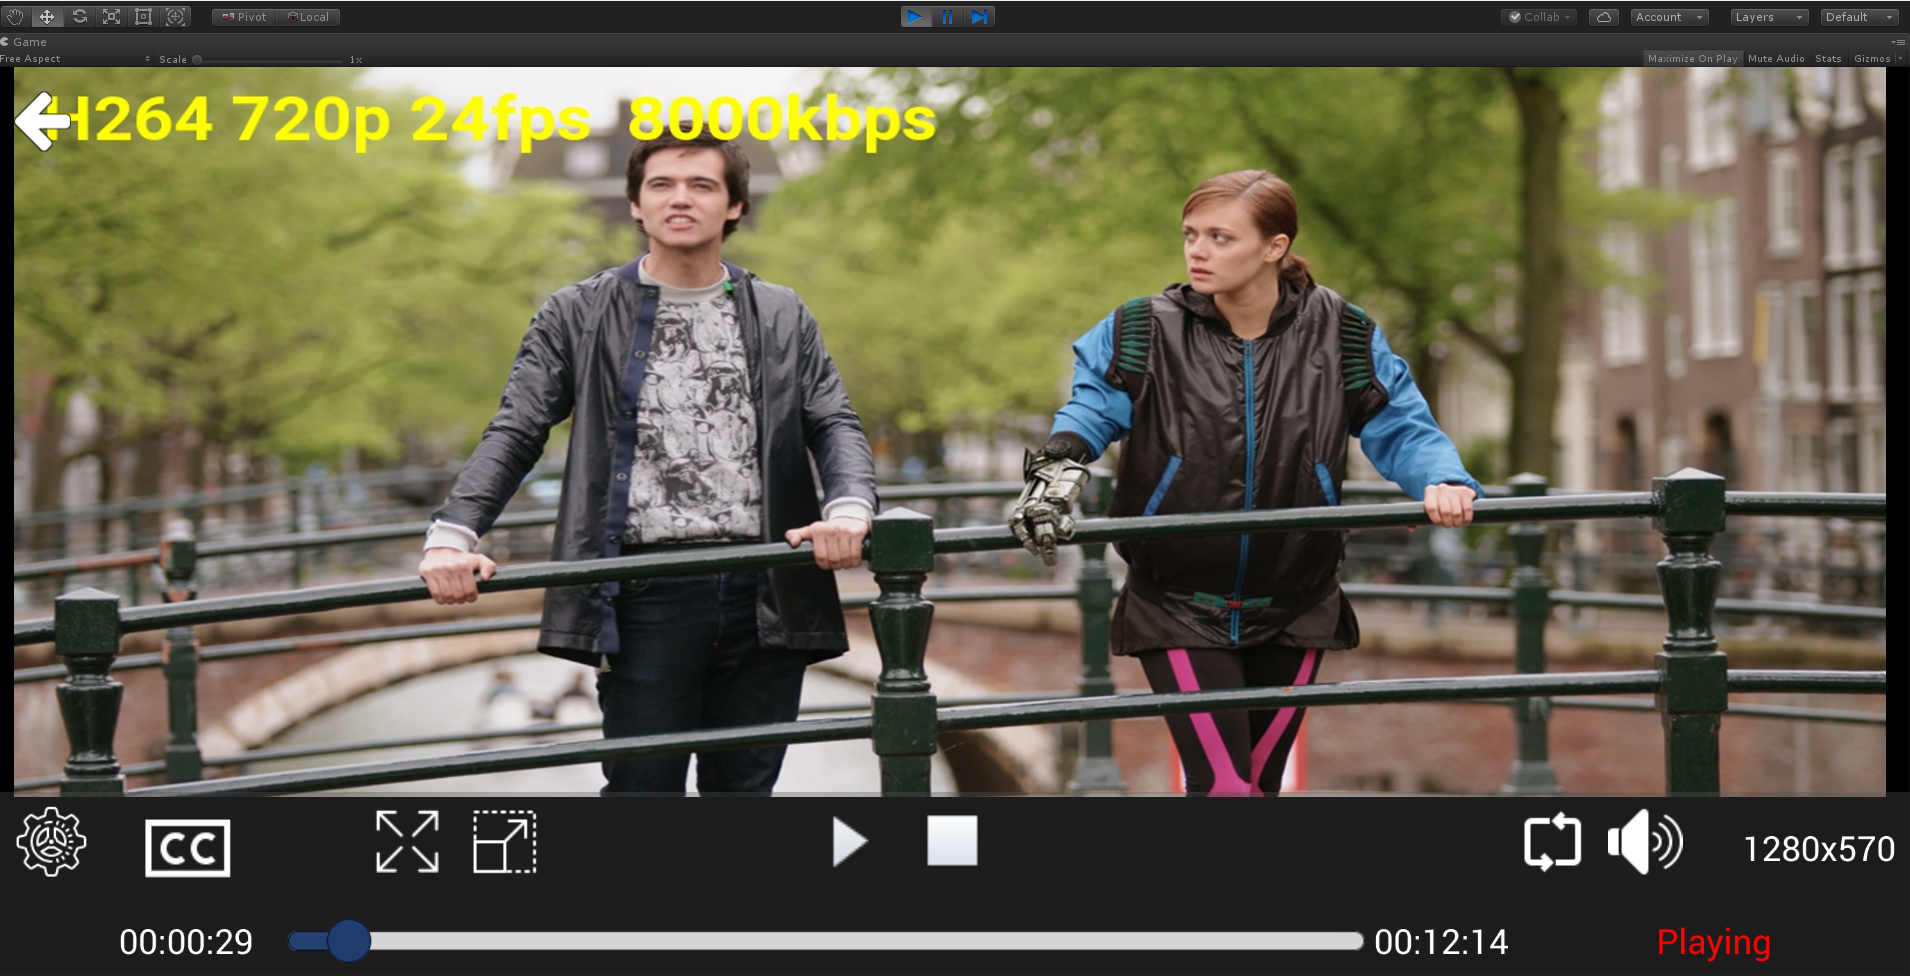 Pivot Local Collab Account Layers Default
Game
Free Aspect Scale 1x Maximize On Play Mute Audio Stats Gizmos
H264 720p 24fps 8000kbps
CC 1280x570
00:00:29 00:12:14 Playing